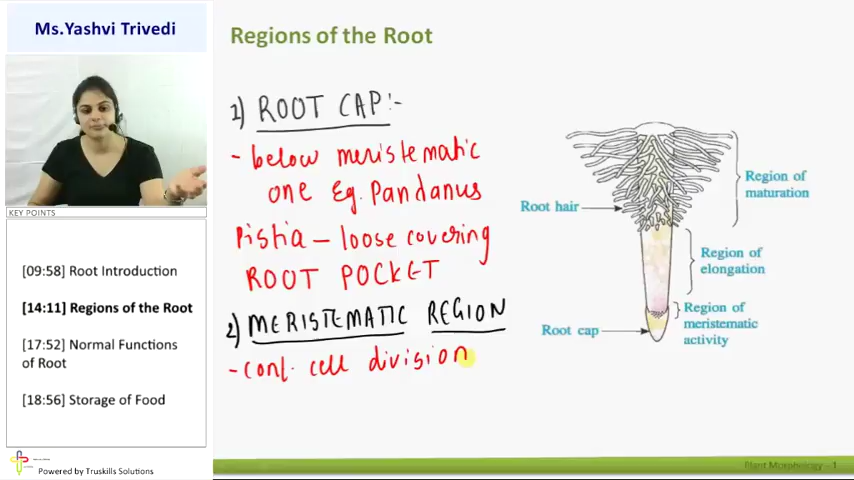 Ms.Yashvi Trivedi
KEY POINTS
[09:58] Root Introduction
[14:11] Regions of the Root
[17:52] Normal Functions
of Root
[18:56] Storage of Food
Powered by Truskills Solutions
Regions of the Root
1) ROOT CAP:-
- below meristematic
one Eg. Pandanus
Pistia - loose covering
ROOT POCKET
2) MERISTEMATIC REGION
- conf. cell division
Root hair
Root cap
Region of
maturation
Region of
elongation
Region of
meristematic
activity
Plant Morphology - 1